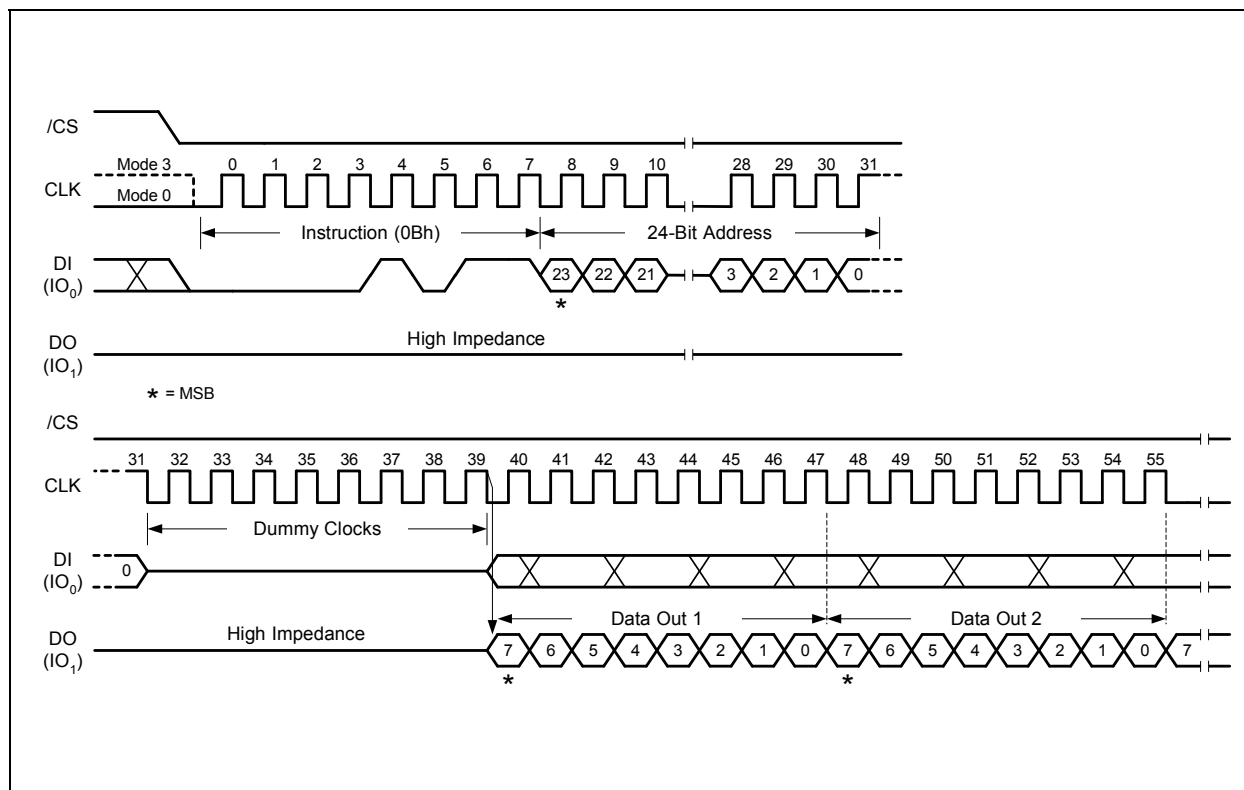 /CS
Mode 3
0 1 2 3 4 5 6 7 8 9 10 28 29 30 31
CLK
Mode 0
Instruction (0Bh) 24-Bit Address
DI
(IO0)
23 22 21 3 2 1 0
*
High Impedance
DO
(IO1)
* = MSB
/CS
31 32 33 34 35 36 37 38 39 40 41 42 43 44 45 46 47 48 49 50 51 52 53 54 55
CLK
Dummy Clocks
DI
(IO0)
0
Data Out 1 Data Out 2
High Impedance
DO
(IO1)
7 6 5 4 3 2 1 0 7 6 5 4 3 2 1 0 7
* *